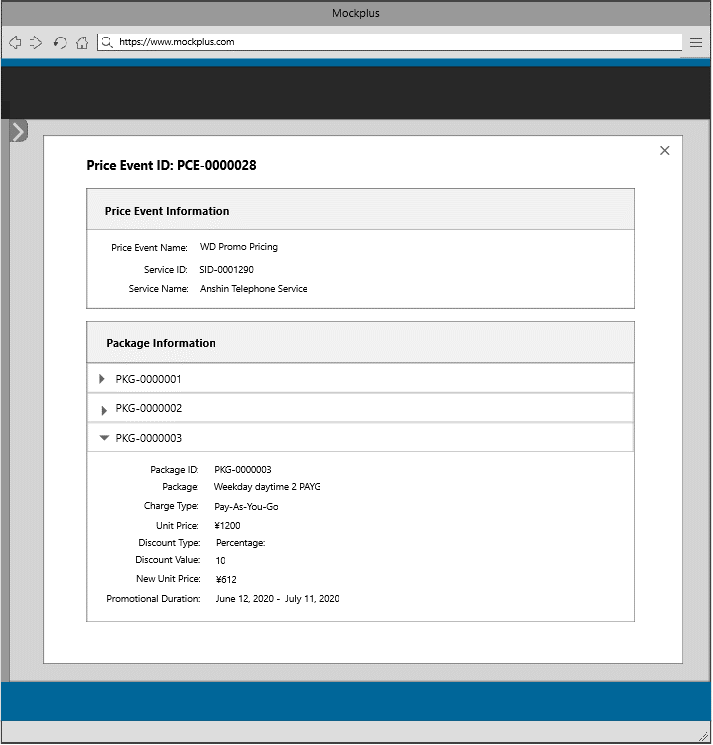 Mockplus
https://www.mockplus.com
Price Event ID: PCE-0000028
Price Event Information
Price Event Name: WD Promo Pricing
Service ID: SID-0001290
Service Name: Anshin Telephone Service
Package Information
PKG-0000001
PKG-0000002
PKG-0000003
Package ID: PKG-0000003
Package: Weekday daytime 2 PAYG
Charge Type: Pay-As-You-Go
Unit Price: ¥1200
Discount Type: Percentage:
Discount Value: 10
New Unit Price: ¥612
Promotional Duration: June 12, 2020 - July 11, 2020